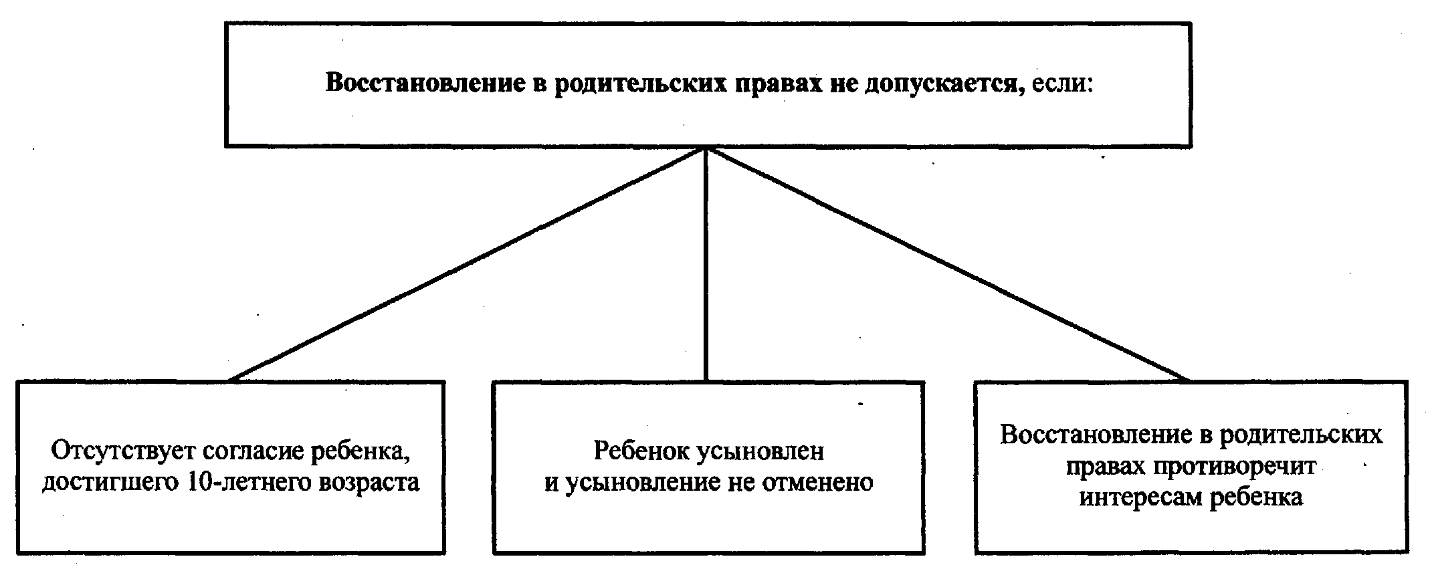 Восстановление в родительских правах не допускается, если:
Отсутствует согласие ребенка,
достигшего 10-летнего возраста
Ребенок усыновлен
и усыновление не отменено
Восстановление в родительских
правах противоречит
интересам ребенка